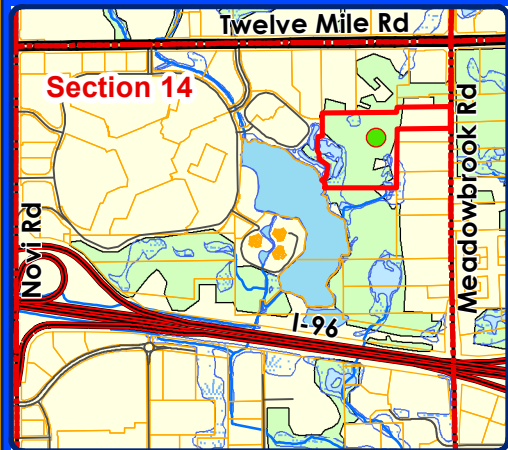 Twelve Mile Rd
Section 14
Meadowbrook Rd
Novi Rd
I-96